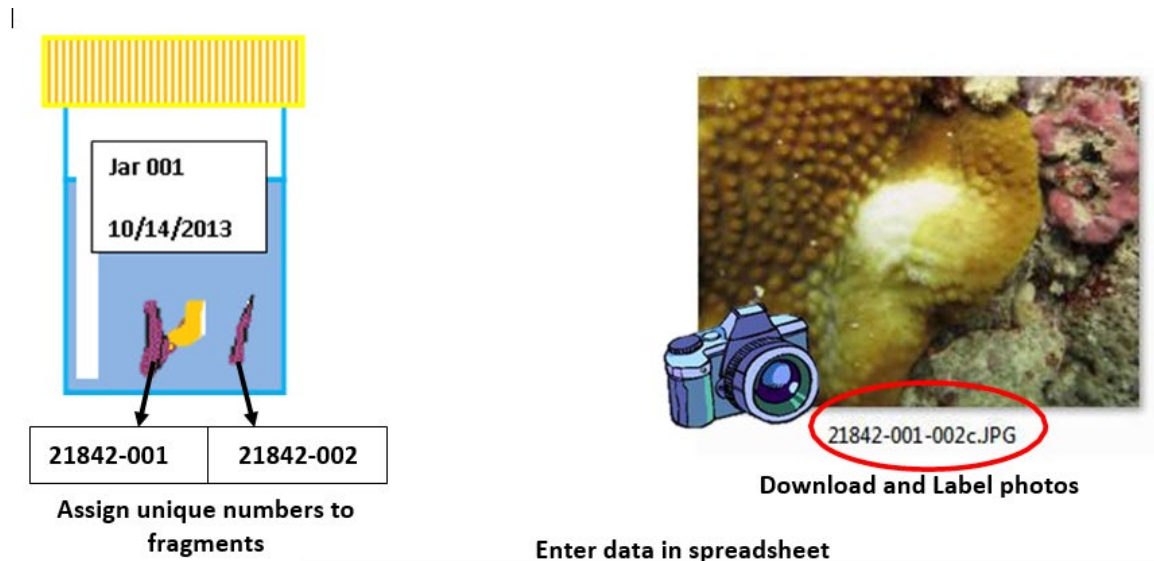 Jar 001
10/14/2013
21842-001
21842-002
Assign unique numbers to
fragments
21842-001-002c.JPG
Download and Label photos
Enter data in spreadsheet